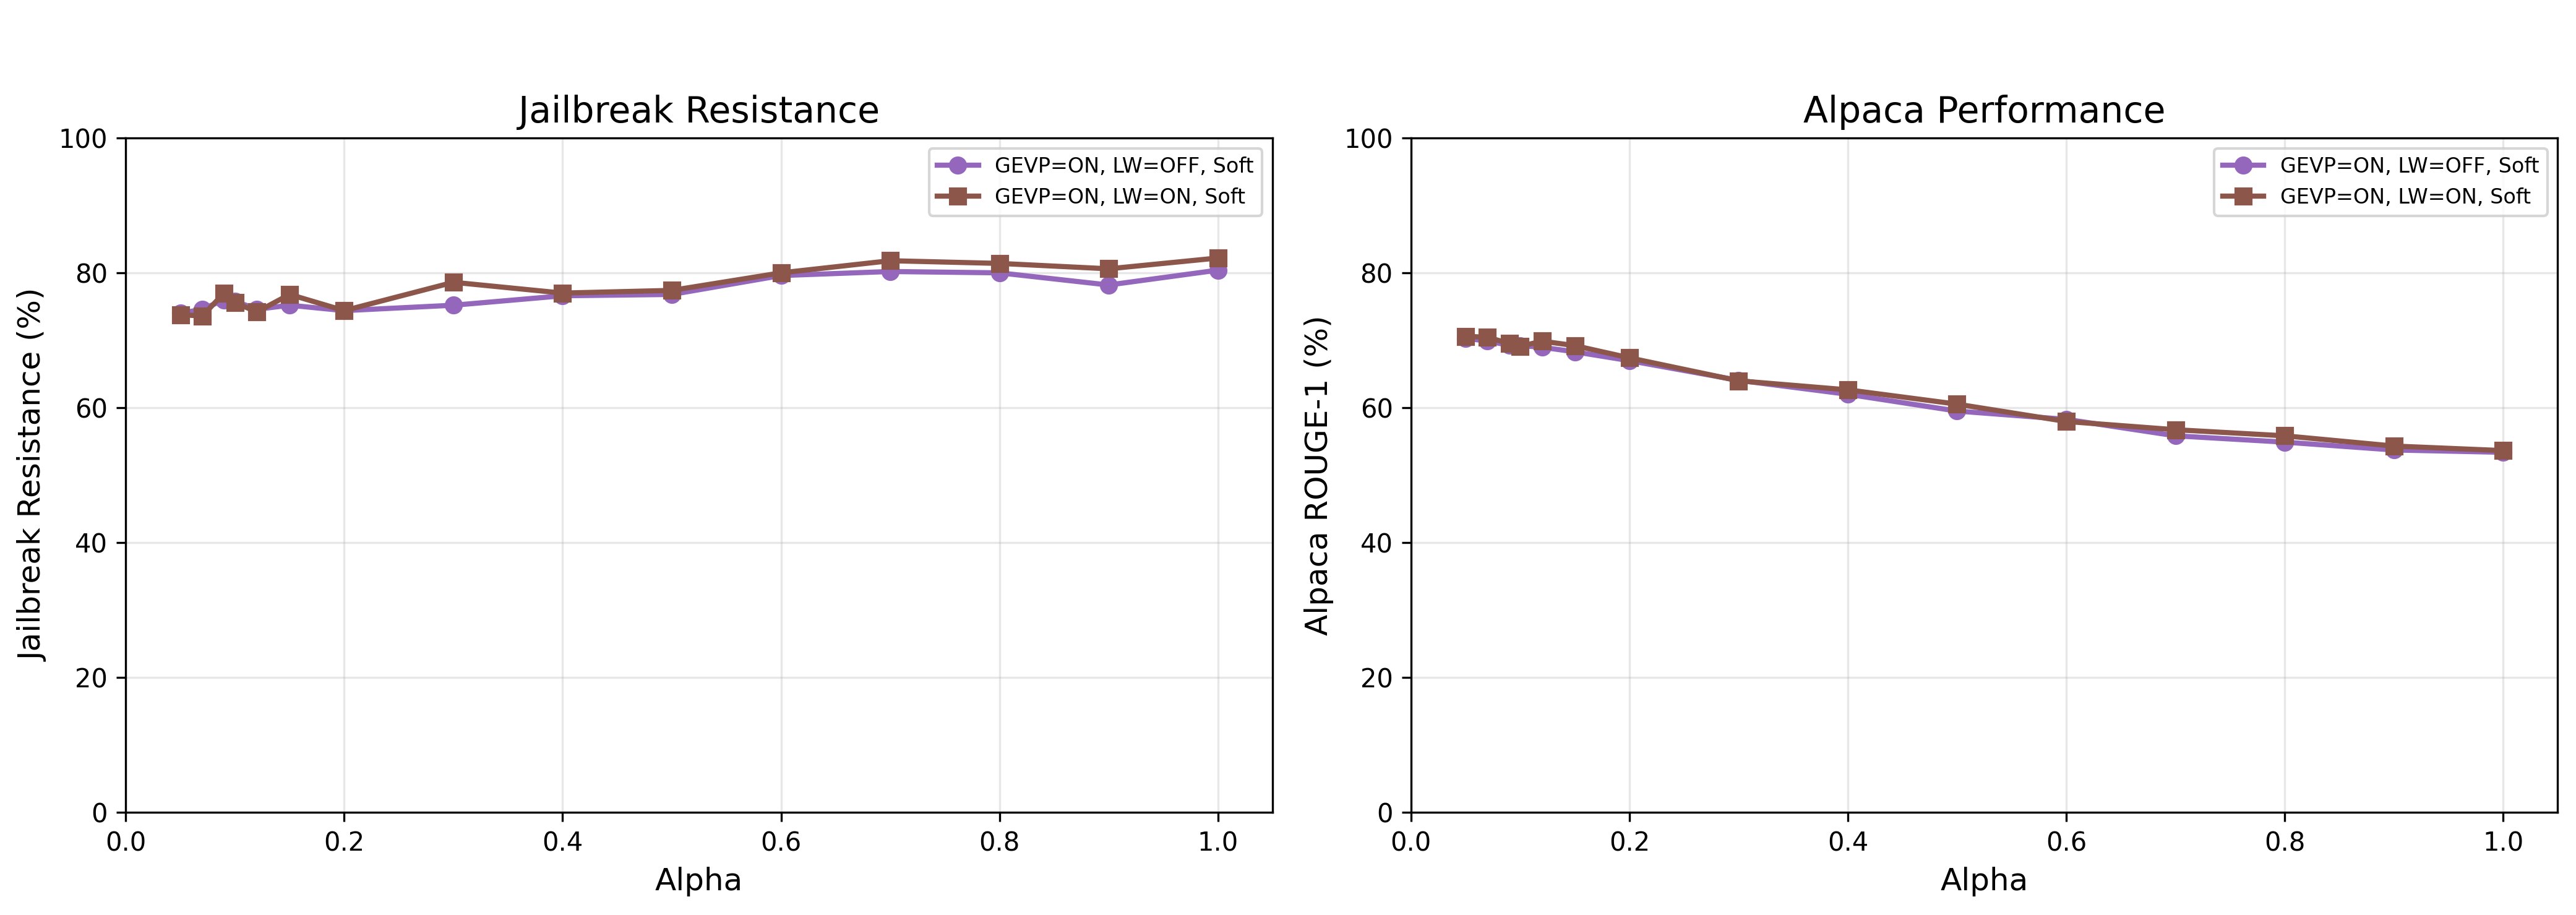 Jailbreak Resistance
Jailbreak Resistance (%)
100
80
60
40
20
0
GEVP=ON, LW=OFF, Soft
GEVP=ON, LW=ON, Soft
0.0 0.2 0.4 0.6 0.8 1.0
Alpha
Alpaca Performance
Alpaca ROUGE-1 (%)
100
80
60
40
20
0
GEVP=ON, LW=OFF, Soft
GEVP=ON, LW=ON, Soft
0.0 0.2 0.4 0.6 0.8 1.0
Alpha